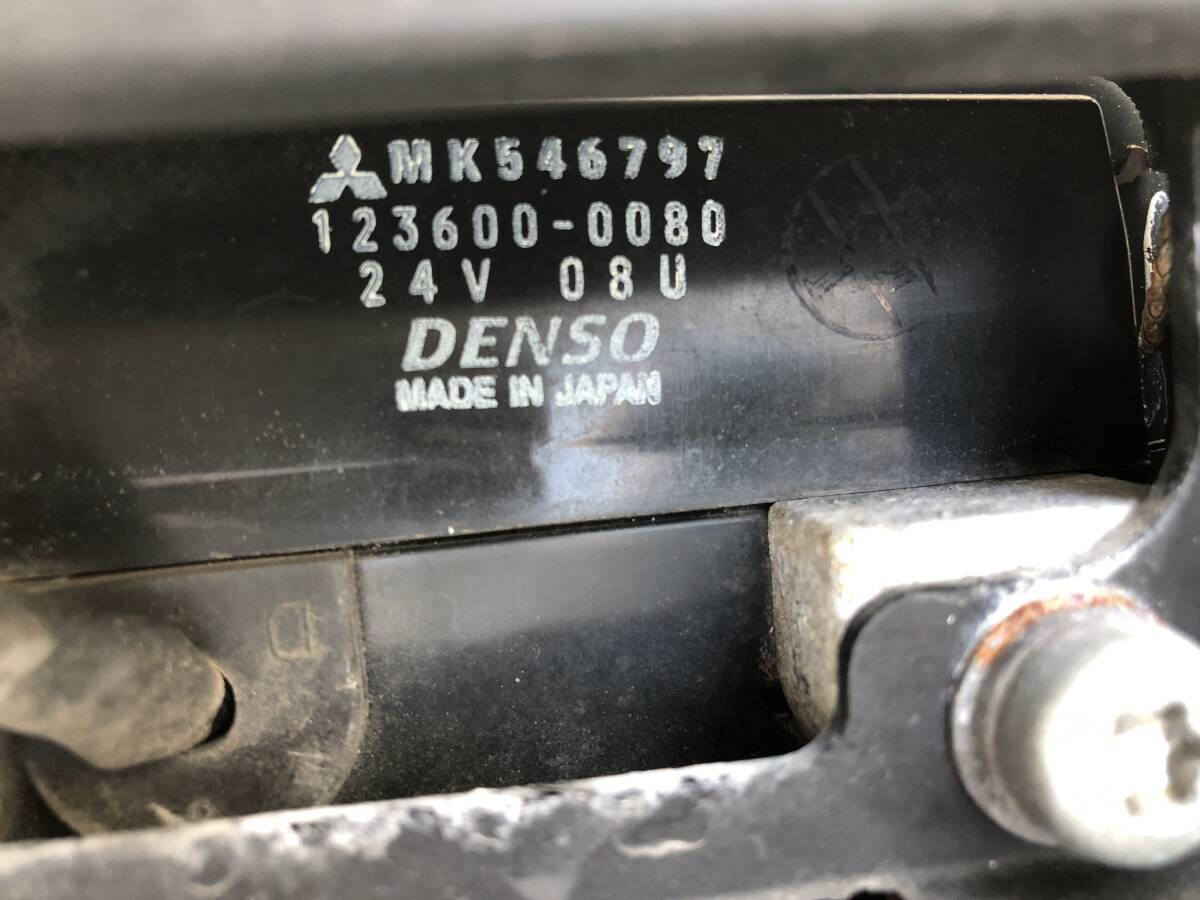 MK546797
123600-0080
24V 08U
DENSO
MADE IN JAPAN
D